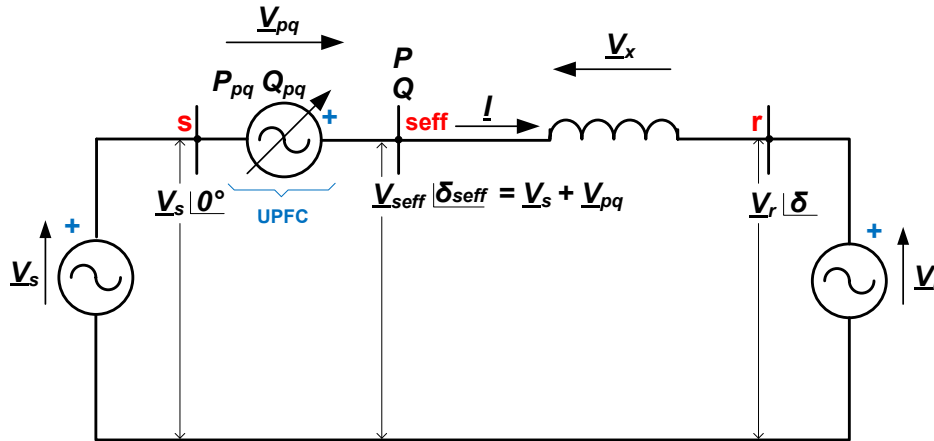 V_pq
P
V_x
P_pq Q_pq
Q
s
+
seff
I
r
V_s 0° 
V_seff δ_seff = V_s + V_pq
V_r δ
UPFC
+
+
V_s
V